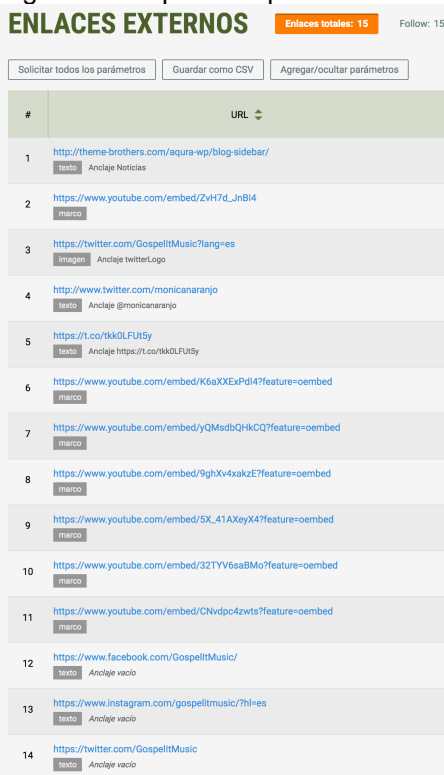 ENLACES EXTERNOS Enlaces totales: 15 Follow: 15
Solicitar todos los parámetros Guardar como CSV Agregar/ocultar parámetros
# URL
1 http://theme-brothers.com/aqura-wp/blog-sidebar/
texto Anclaje Noticias
2 https://www.youtube.com/embed/ZvH7d_JnBI4
marco
3 https://twitter.com/GospelItMusic?lang=es
imagen Anclaje twitterLogo
4 http://www.twitter.com/monicanaranjo
texto Anclaje @monicanaranjo
5 https://t.co/tkk0LFUt5y
texto Anclaje https://t.co/tkk0LFUt5y
6 https://www.youtube.com/embed/K6aXXExPdI4?feature=oembed
marco
7 https://www.youtube.com/embed/yQMsdbQHkCQ?feature=oembed
marco
8 https://www.youtube.com/embed/9ghXv4xakzE?feature=oembed
marco
9 https://www.youtube.com/embed/5X_41AXeyX4?feature=oembed
marco
10 https://www.youtube.com/embed/32TYV6saBMo?feature=oembed
marco
11 https://www.youtube.com/embed/CNvdpc4zwts?feature=oembed
marco
12 https://www.facebook.com/GospelItMusic/
texto Anclaje vacío
13 https://www.instagram.com/gospelitmusic/?hl=es
texto Anclaje vacío
14 https://twitter.com/GospelItMusic
texto Anclaje vacío